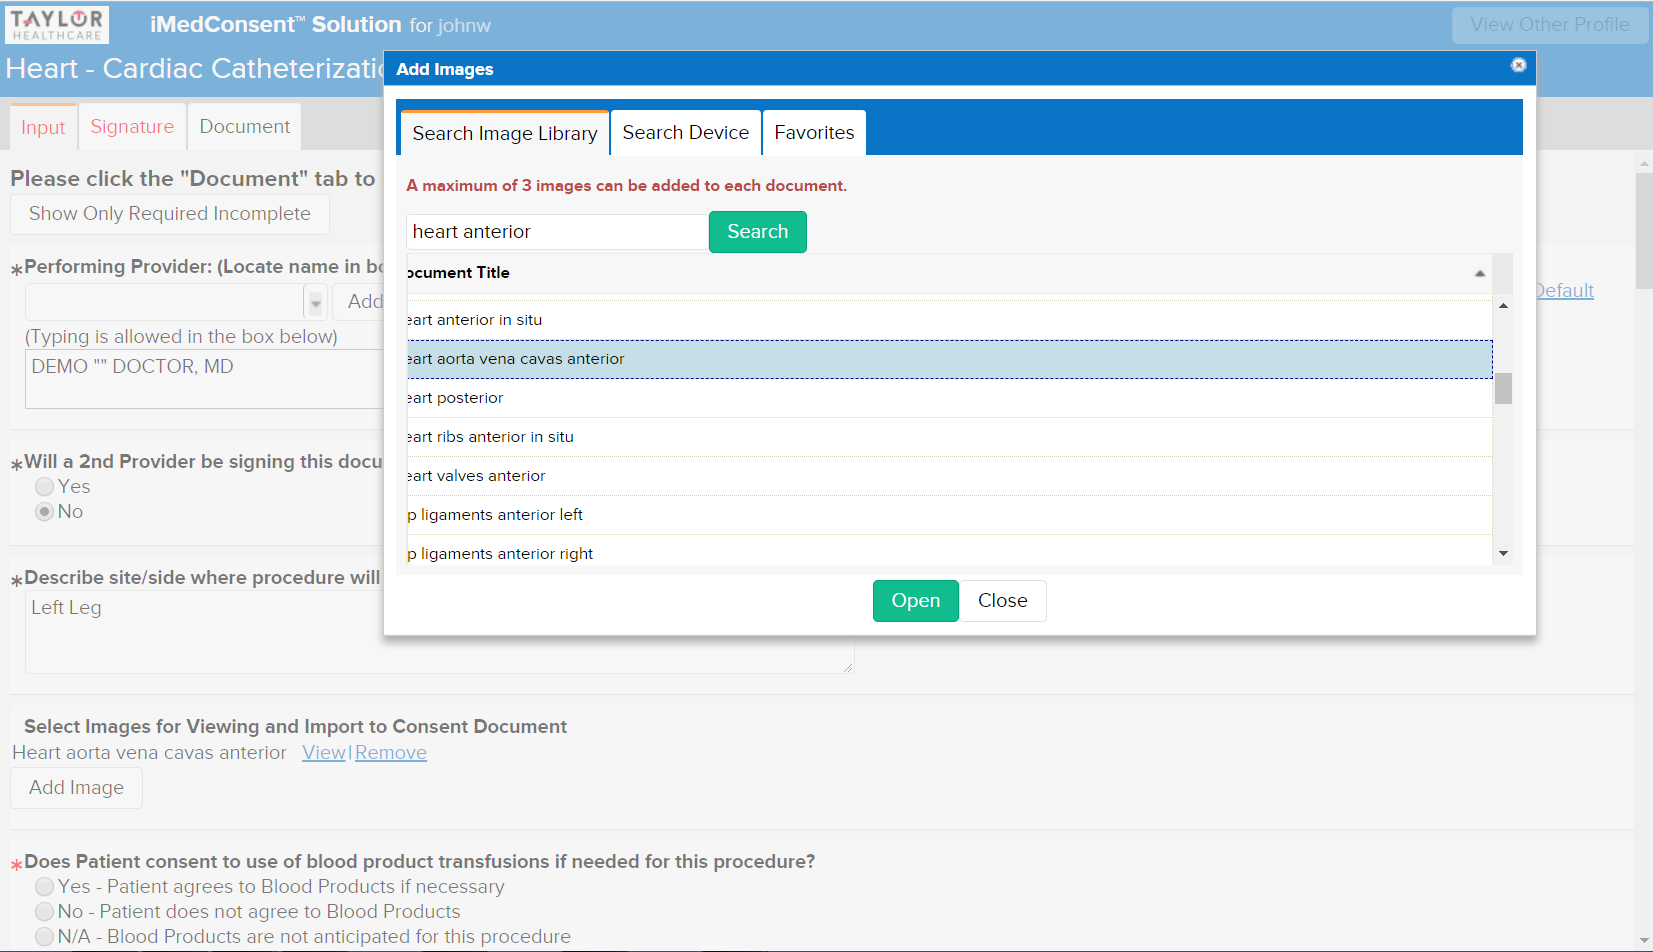 TAYLOR
HEALTHCARE
iMedConsent™ Solution for johnw
View Other Profile
Heart - Cardiac
Add Images
Input
Signature
Document
Search Image Library
Search Device
Favorites
Please click the "Document" tab to
A maximum of 3 images can be added to each document.
Show Only Required Incomplete
heart anterior
Search
*Performing Provider: (Locate name in
ocument Title
Add
Default
(Typing is allowed in the box below)
DEMO "" DOCTOR, MD
eart anterior in situ
eart aorta vena cavas anterior
eart posterior
eart ribs anterior in situ
eart valves anterior
p ligaments anterior left
p ligaments anterior right
*Will a 2nd Provider be signing this docu
Yes
No
*Describe site/side where procedure will
Left Leg
Open
Close
Select Images for Viewing and Import to Consent Document
Heart aorta vena cavas anterior View|Remove
Add Image
*Does Patient consent to use of blood product transfusions if needed for this procedure?
Yes - Patient agrees to Blood Products if necessary
No - Patient does not agree to Blood Products
N/A - Blood Products are not anticipated for this procedure